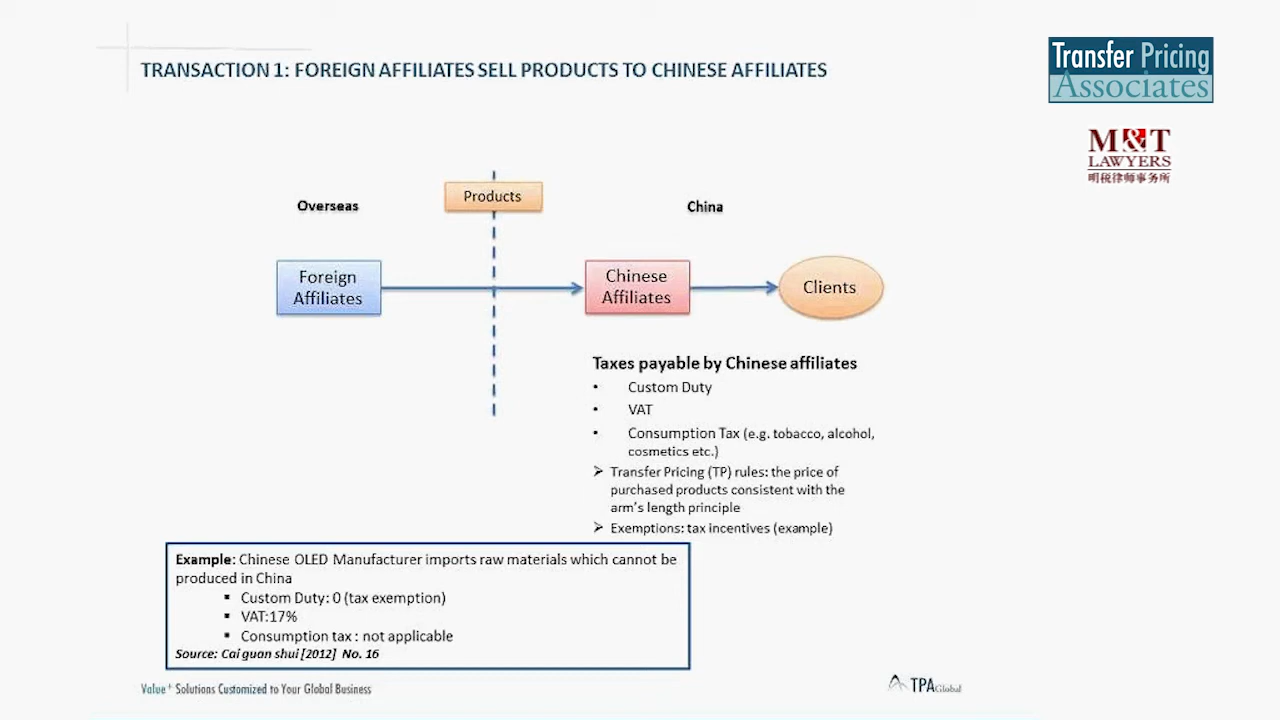 TRANSACTION 1: FOREIGN AFFILIATES SELL PRODUCTS TO CHINESE AFFILIATES
Transfer Pricing
Associates
M&T
LAWYERS
明税律师事务所
Products
Overseas
China
Foreign
Affiliates
Chinese
Affiliates
Clients
Taxes payable by Chinese affiliates
• Custom Duty
• VAT
• Consumption Tax (e.g. tobacco, alcohol,
cosmetics etc.)
➢ Transfer Pricing (TP) rules: the price of
purchased products consistent with the
arm's length principle
➢ Exemptions: tax incentives (example)
Example: Chinese OLED Manufacturer imports raw materials which cannot be
produced in China
▪ Custom Duty: 0 (tax exemption)
▪ VAT:17%
▪ Consumption tax : not applicable
Source: Cai guan shui [2012] No. 16
Value+ Solutions Customized to Your Global Business
TPA Global